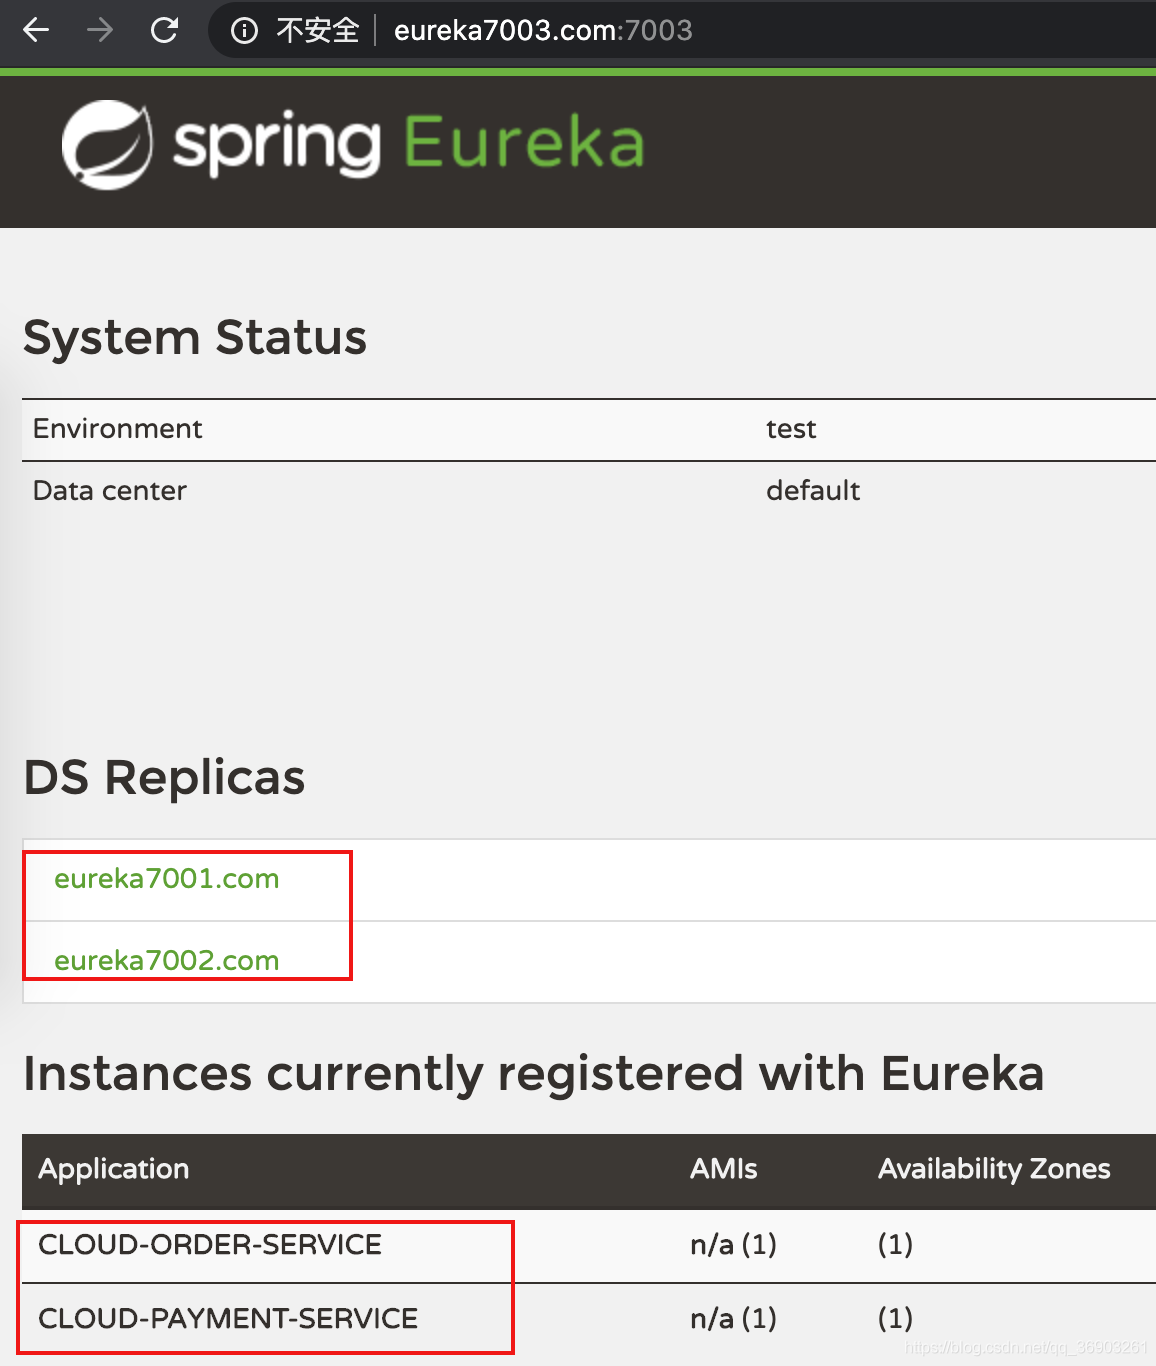 不安全 eureka7003.com:7003
spring Eureka
System Status
Environment test
Data center default
DS Replicas
eureka7001.com
eureka7002.com
Instances currently registered with Eureka
Application AMIs Availability Zones
CLOUD-ORDER-SERVICE n/a (1) (1)
CLOUD-PAYMENT-SERVICE n/a (1) (1)
https://blog.csdn.net/qq_36903261